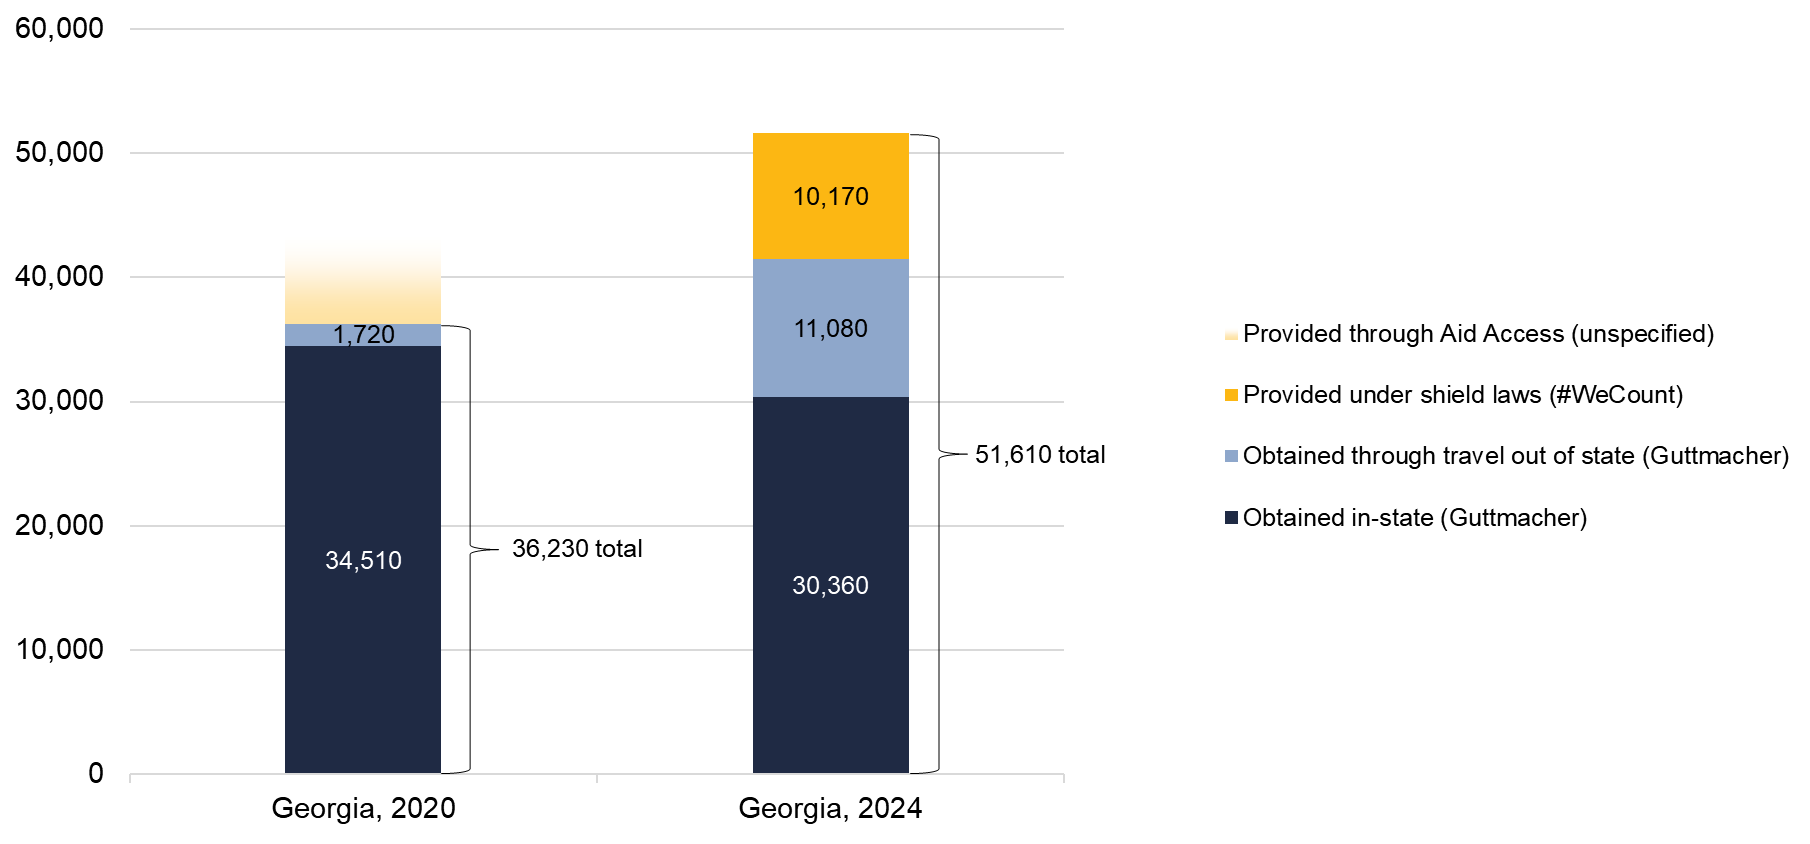 60,000
50,000
40,000
30,000
20,000
10,000
0
1,720
34,510
36,230 total
10,170
11,080
30,360
51,610 total
Georgia, 2020
Georgia, 2024
Provided through Aid Access (unspecified)
Provided under shield laws (#WeCount)
Obtained through travel out of state (Guttmacher)
Obtained in-state (Guttmacher)